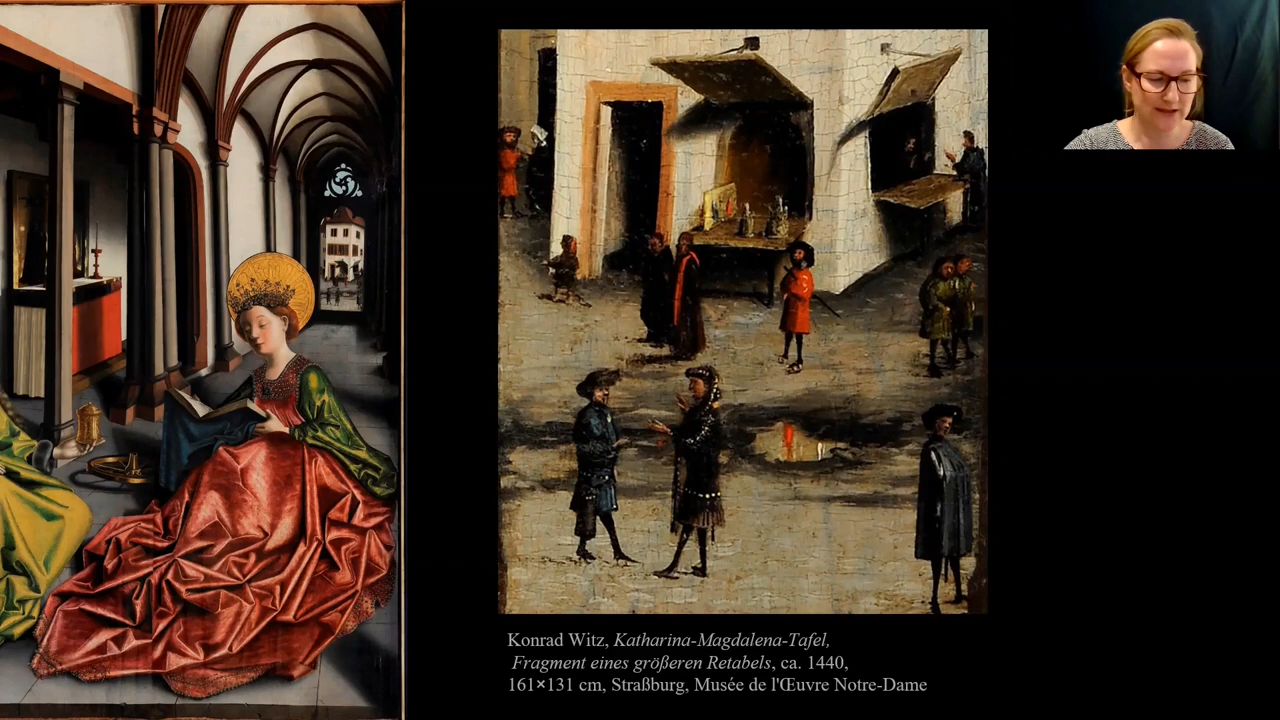 Konrad Witz, Katharina-Magdalena-Tafel,
Fragment eines größeren Retabels, ca. 1440,
161×131 cm, Straßburg, Musée de l'Œuvre Notre-Dame